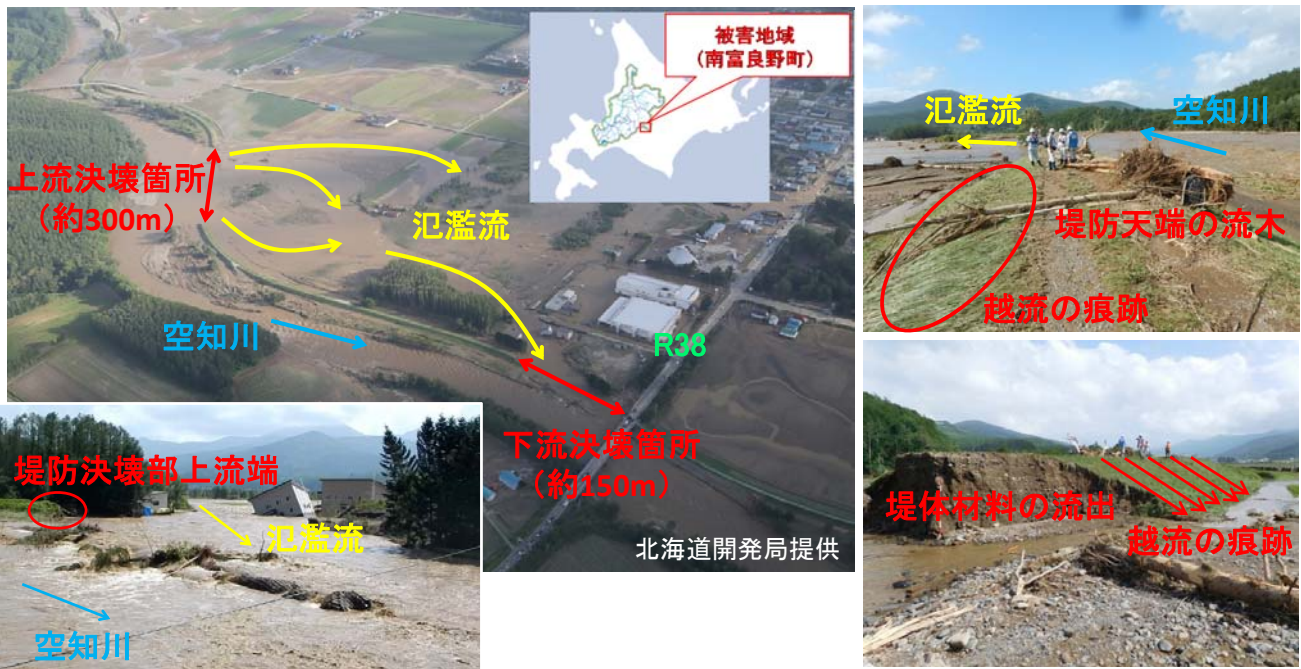 被害地域
(南富良野町)
上流決壊箇所
(約300m)
氾濫流
空知川
R38
下流決壊箇所
(約150m)
北海道開発局提供
堤防決壊部上流端
氾濫流
空知川
氾濫流
空知川
堤防天端の流木
越流の痕跡
堤体材料の流出
越流の痕跡